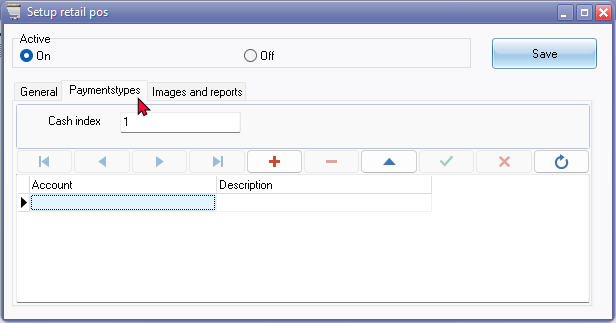 Setup retail pos
Active
On Off
Save
General Paymentstypes Images and reports
Cash index 1
Account Description